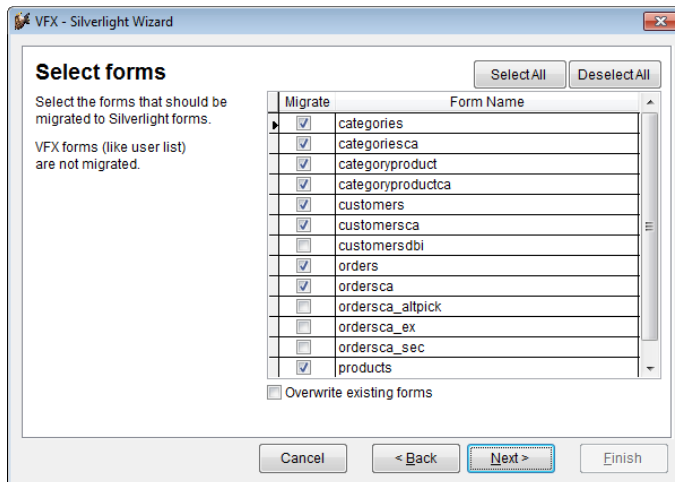 VFX - Silverlight Wizard
Select forms
Select the forms that should be
migrated to Silverlight forms.
VFX forms (like user list)
are not migrated.
Select All
Deselect All
Migrate
Form Name
categories
categoriesca
categoryproduct
categoryproductca
customers
customersca
customersdbi
orders
ordersca
ordersca_altpick
ordersca_ex
ordersca_sec
products
Overwrite existing forms
Cancel
< Back
Next >
Finish